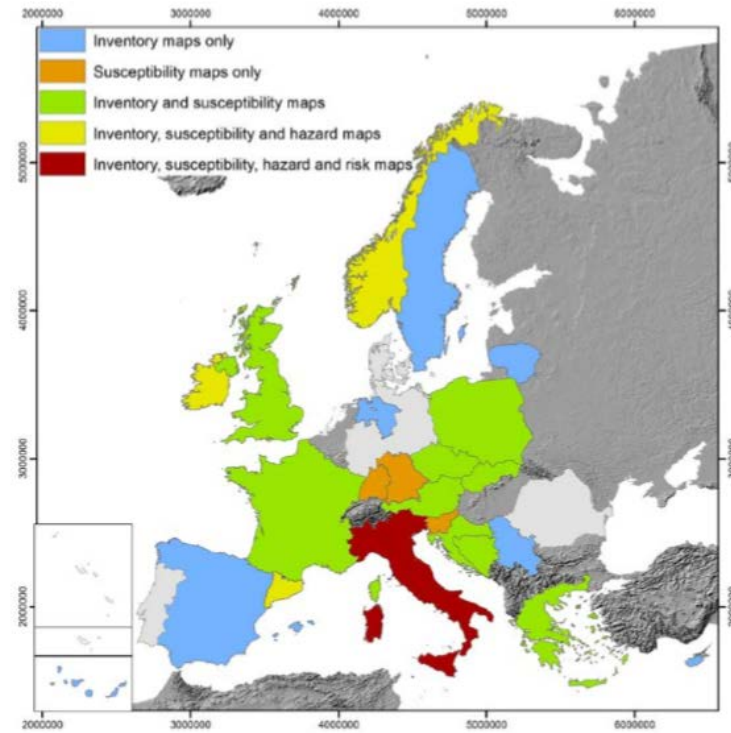 2000000 3000000 4000000 5000000 6000000
Inventory maps only
Susceptibility maps only
Inventory and susceptibility maps
Inventory, susceptibility and hazard maps
Inventory, susceptibility, hazard and risk maps
5000000
4000000
3000000
2000000
2000000 3000000 4000000 5000000 6000000